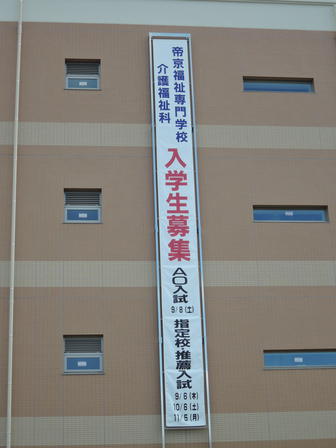 帝京福祉専門学校
介護福祉科
入学生募集
AO入試
9/8(土)
指定校・推薦入試
9/6(木)
10/6(土)
11/5(月)